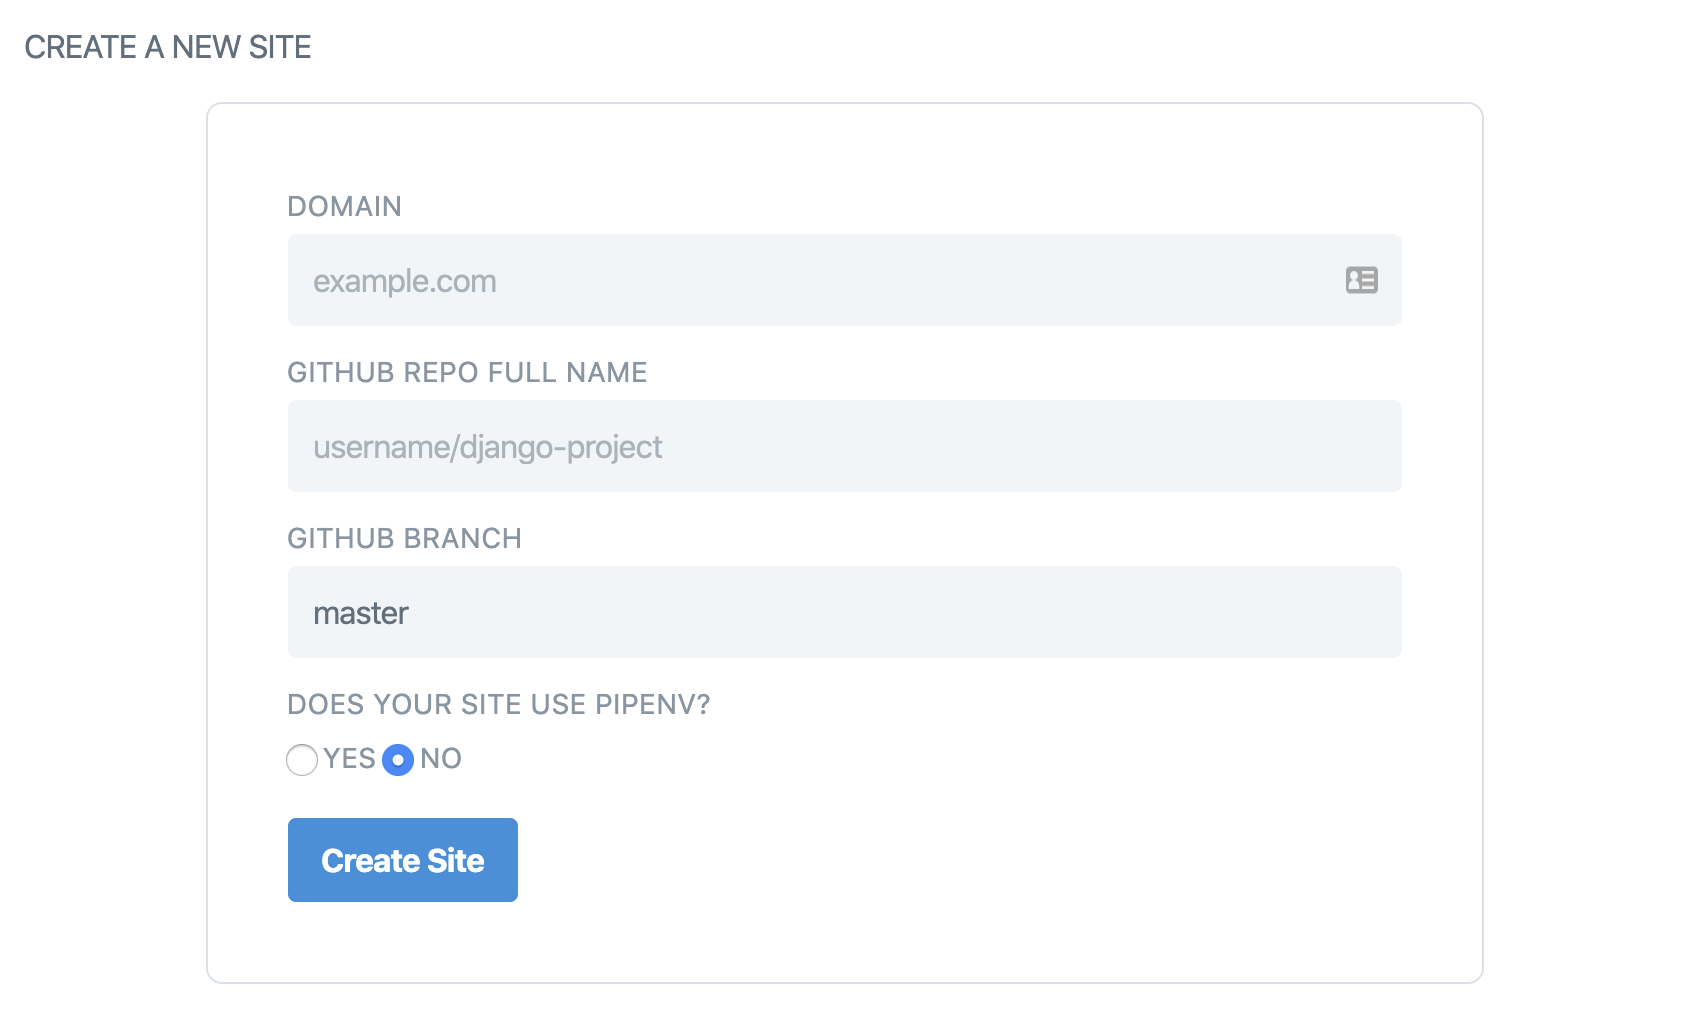 CREATE A NEW SITE
DOMAIN
example.com
GITHUB REPO FULL NAME
username/django-project
GITHUB BRANCH
master
DOES YOUR SITE USE PIPENV?
YES NO
Create Site